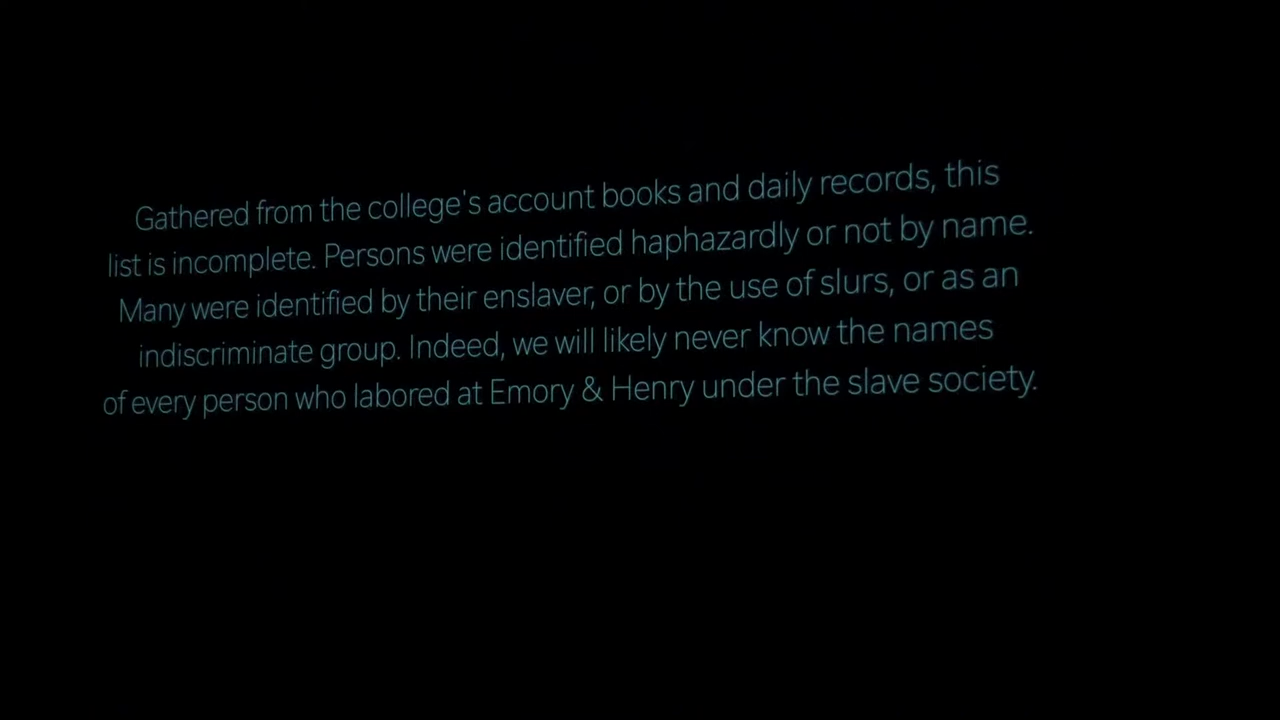 Gathered from the college's account books and daily records, this
list is incomplete. Persons were identified haphazardly or not by name.
Many were identified by their enslaver, or by the use of slurs, or as an
indiscriminate group. Indeed, we will likely never know the names
of every person who labored at Emory & Henry under the slave society.